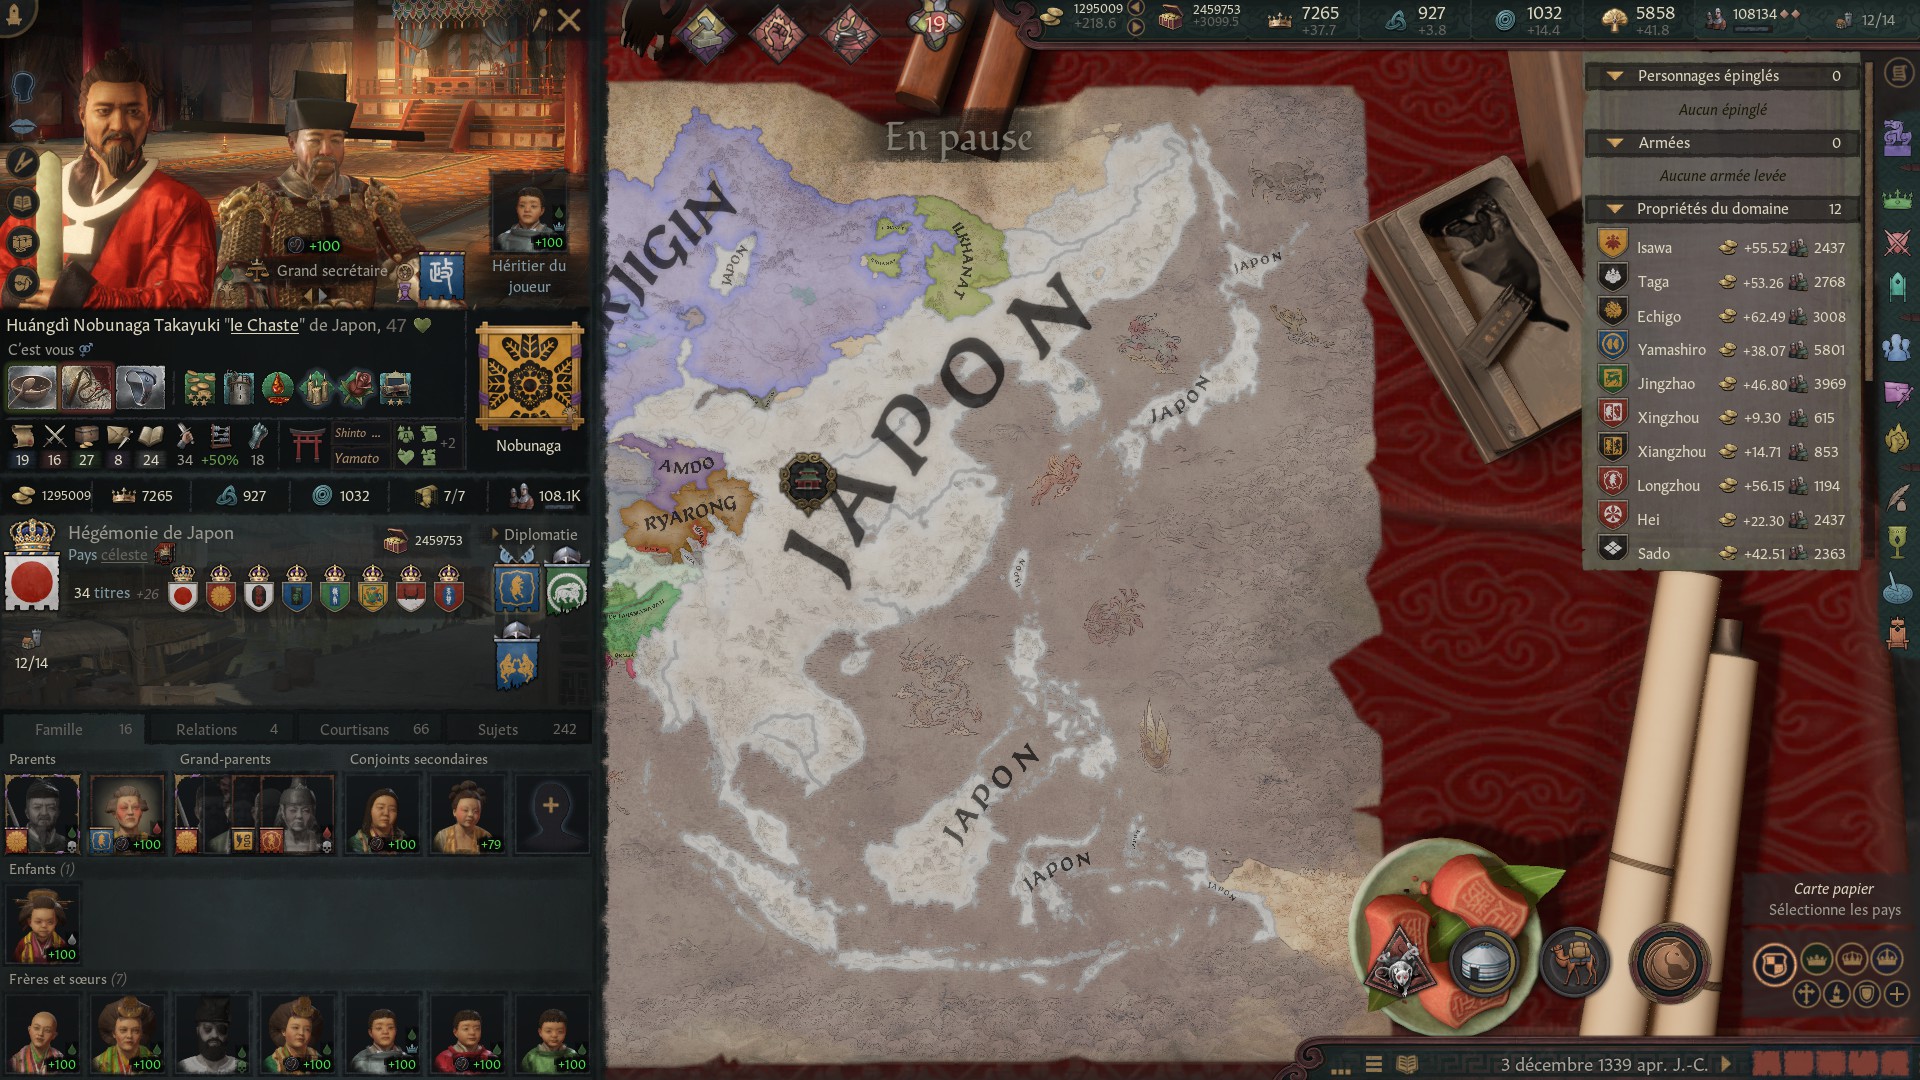 19
1295009
+218.6
2459753
+3099.5
7265
+37.7
927
+3.8
1032
+14.4
5858
+41.8
108134
12/14
En pause
+100
Grand secrétaire
政
+100
Héritier du
joueur
Huángdì Nobunaga Takayuki "le Chaste" de Japon, 47
C'est vous
19 16 27 8 24 34 +50% 18
Shinto ...
Yamato
+2
Nobunaga
1295009 7265 927 1032 7/7 108.1K
Hégémonie de Japon
Pays céleste
2459753
Diplomatie
34 titres +26
12/14
Famille 16
Relations 4
Courtisans 66
Sujets 242
Parents
Grand-parents
Conjoints secondaires
+100
+100
+79
Enfants (1)
+100
Frères et sœurs (7)
+100
+100
+100
+100
+100
+100
RJIGIN
JAPON
ILKHANAT
JAPON
JAPON
JAPON
AMDO
RYARONG
JAPON
JAPON
JAPON
JAPON
Personnages épinglés 0
Aucun épinglé
Armées 0
Aucune armée levée
Propriétés du domaine 12
Isawa +55.52 2437
Taga +53.26 2768
Echigo +62.49 3008
Yamashiro +38.07 5801
Jingzhao +46.80 3969
Xingzhou +9.30 615
Xiangzhou +14.71 853
Longzhou +56.15 1194
Hei +22.30 2437
Sado +42.51 2363
Carte papier
Sélectionne les pays
3 décembre 1339 apr. J.-C.